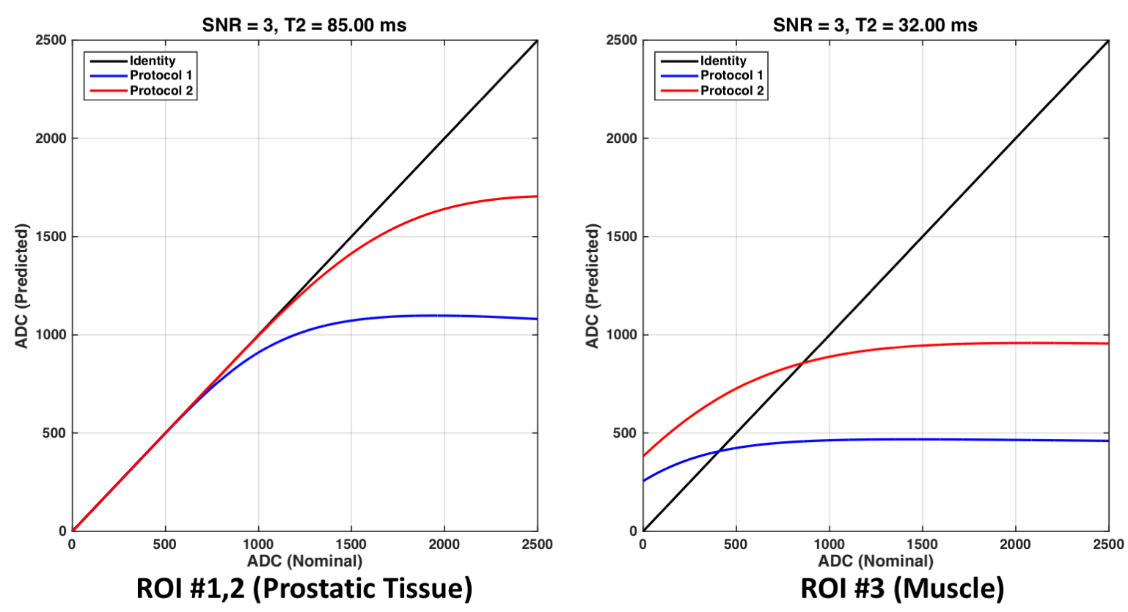 SNR = 3, T2 = 85.00 ms
2500
2000
1500
1000
500
0
ADC (Predicted)
Identity
Protocol 1
Protocol 2
0 500 1000 1500 2000 2500
ADC (Nominal)
ROI #1,2 (Prostatic Tissue)
SNR = 3, T2 = 32.00 ms
2500
2000
1500
1000
500
0
ADC (Predicted)
Identity
Protocol 1
Protocol 2
0 500 1000 1500 2000 2500
ADC (Nominal)
ROI #3 (Muscle)